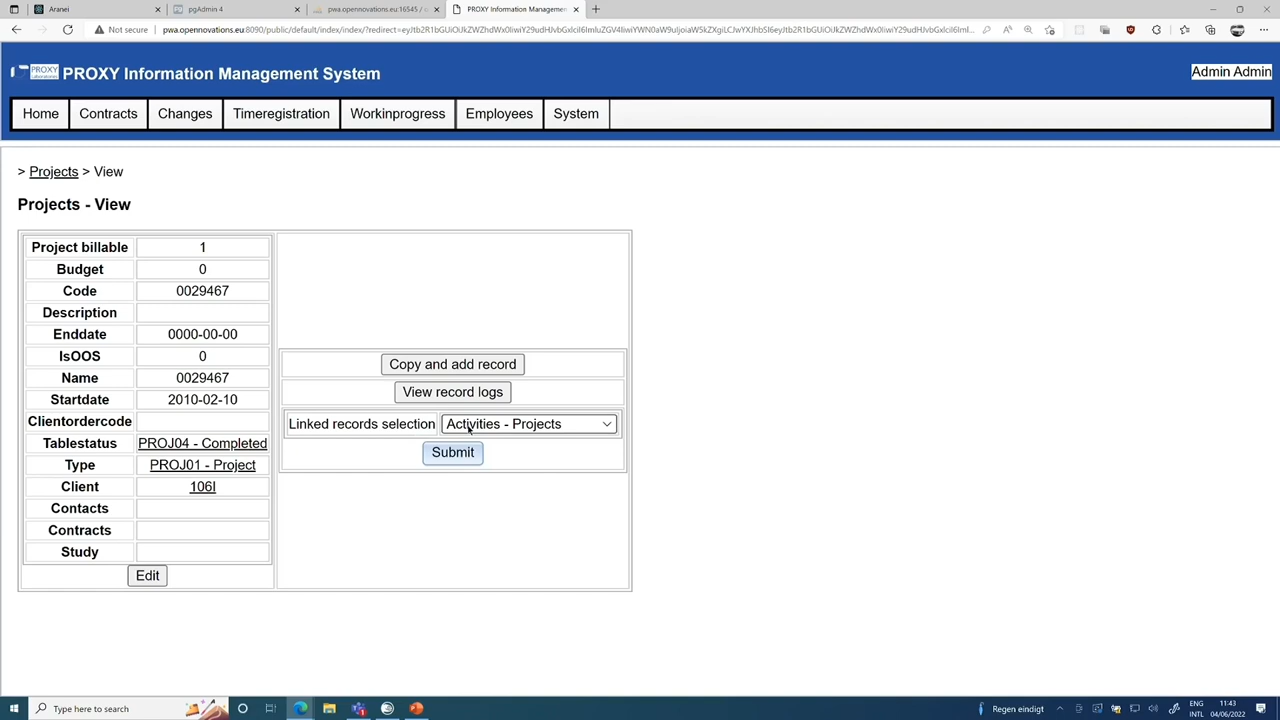 Aranei
pgAdmin 4
pwa.opennovations.eu:16545 / 
PROXY Information Management
Not secure
PROXY
PROXY Information Management System
Admin Admin
Home
Contracts
Changes
Timeregistration
Workinprogress
Employees
System
> Projects > View
Projects - View
Project billable 1
Budget 0
Code 0029467
Description
Enddate 0000-00-00
IsOOS 0
Name 0029467
Startdate 2010-02-10
Clientordercode
Tablestatus PROJ04 - Completed
Type PROJ01 - Project
Client 106I
Contacts
Contracts
Study
Edit
Copy and add record
View record logs
Linked records selection Activities - Projects
Submit
Type here to search
Regen eindigt
ENG
INTL
11:43
04/06/2022